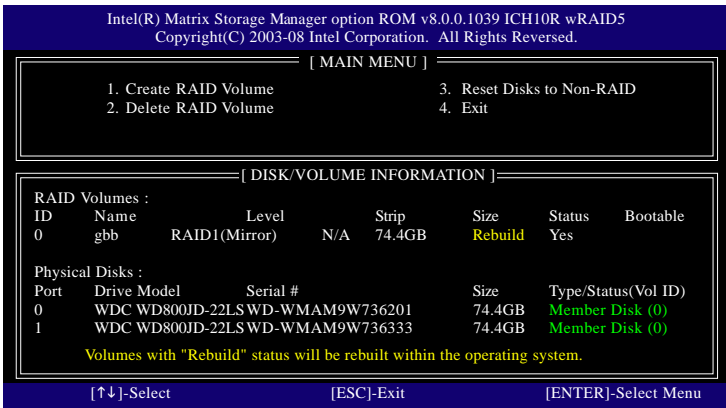 Intel(R) Matrix Storage Manager option ROM v8.0.0.1039 ICH10R wRAID5
Copyright(C) 2003-08 Intel Corporation. All Rights Reversed.
[ MAIN MENU ]
1. Create RAID Volume 3. Reset Disks to Non-RAID
2. Delete RAID Volume 4. Exit
[ DISK/VOLUME INFORMATION ]
RAID Volumes :
ID Name Level Strip Size Status Bootable
0 gbb RAID1(Mirror) N/A 74.4GB Rebuild Yes
Physical Disks :
Port Drive Model Serial # Size Type/Status(Vol ID)
0 WDC WD800JD-22LS WD-WMAM9W736201 74.4GB Member Disk (0)
1 WDC WD800JD-22LS WD-WMAM9W736333 74.4GB Member Disk (0)
Volumes with "Rebuild" status will be rebuilt within the operating system.
[↑↓]-Select [ESC]-Exit [ENTER]-Select Menu